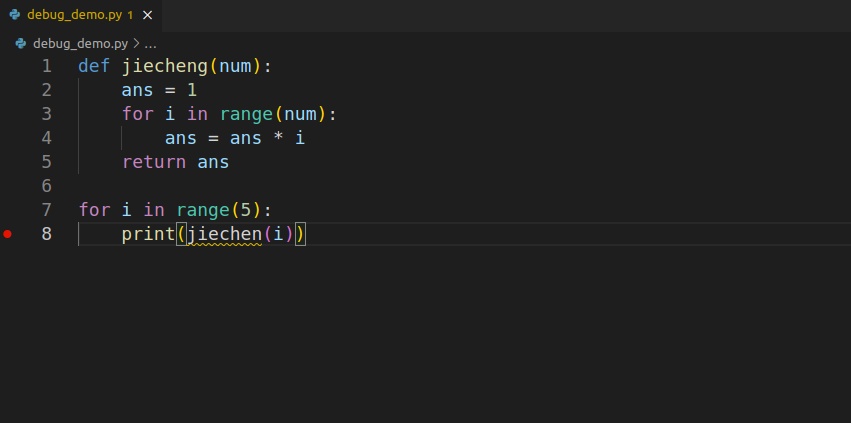 debug_demo.py 1
debug_demo.py > ...
1 def jiecheng(num):
2     ans = 1
3     for i in range(num):
4         ans = ans * i
5     return ans
6
7 for i in range(5):
8     print(jiechen(i))